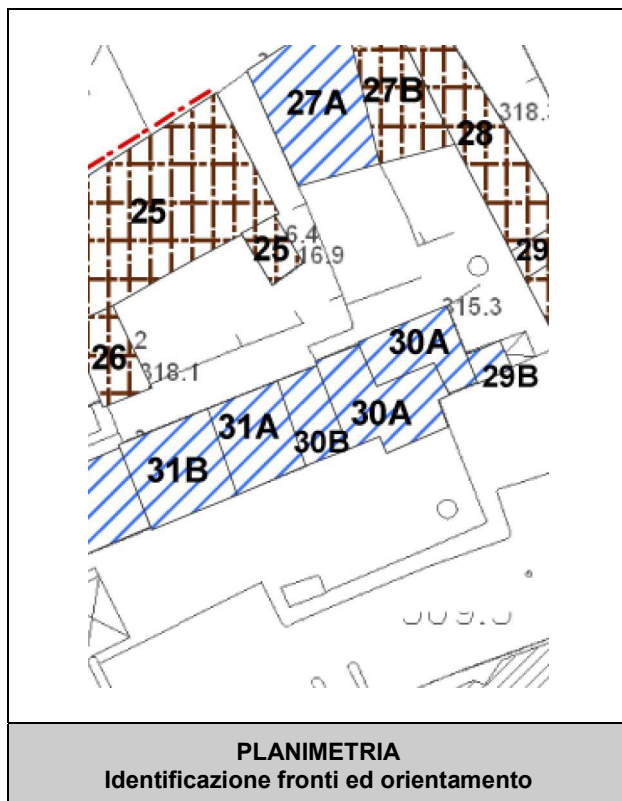 27A
27B
318.
28
25
25
6.4
16.9
29
315.3
30A
2
26
318.1
29B
31A
30A
30B
31B
PLANIMETRIA
Identificazione fronti ed orientamento